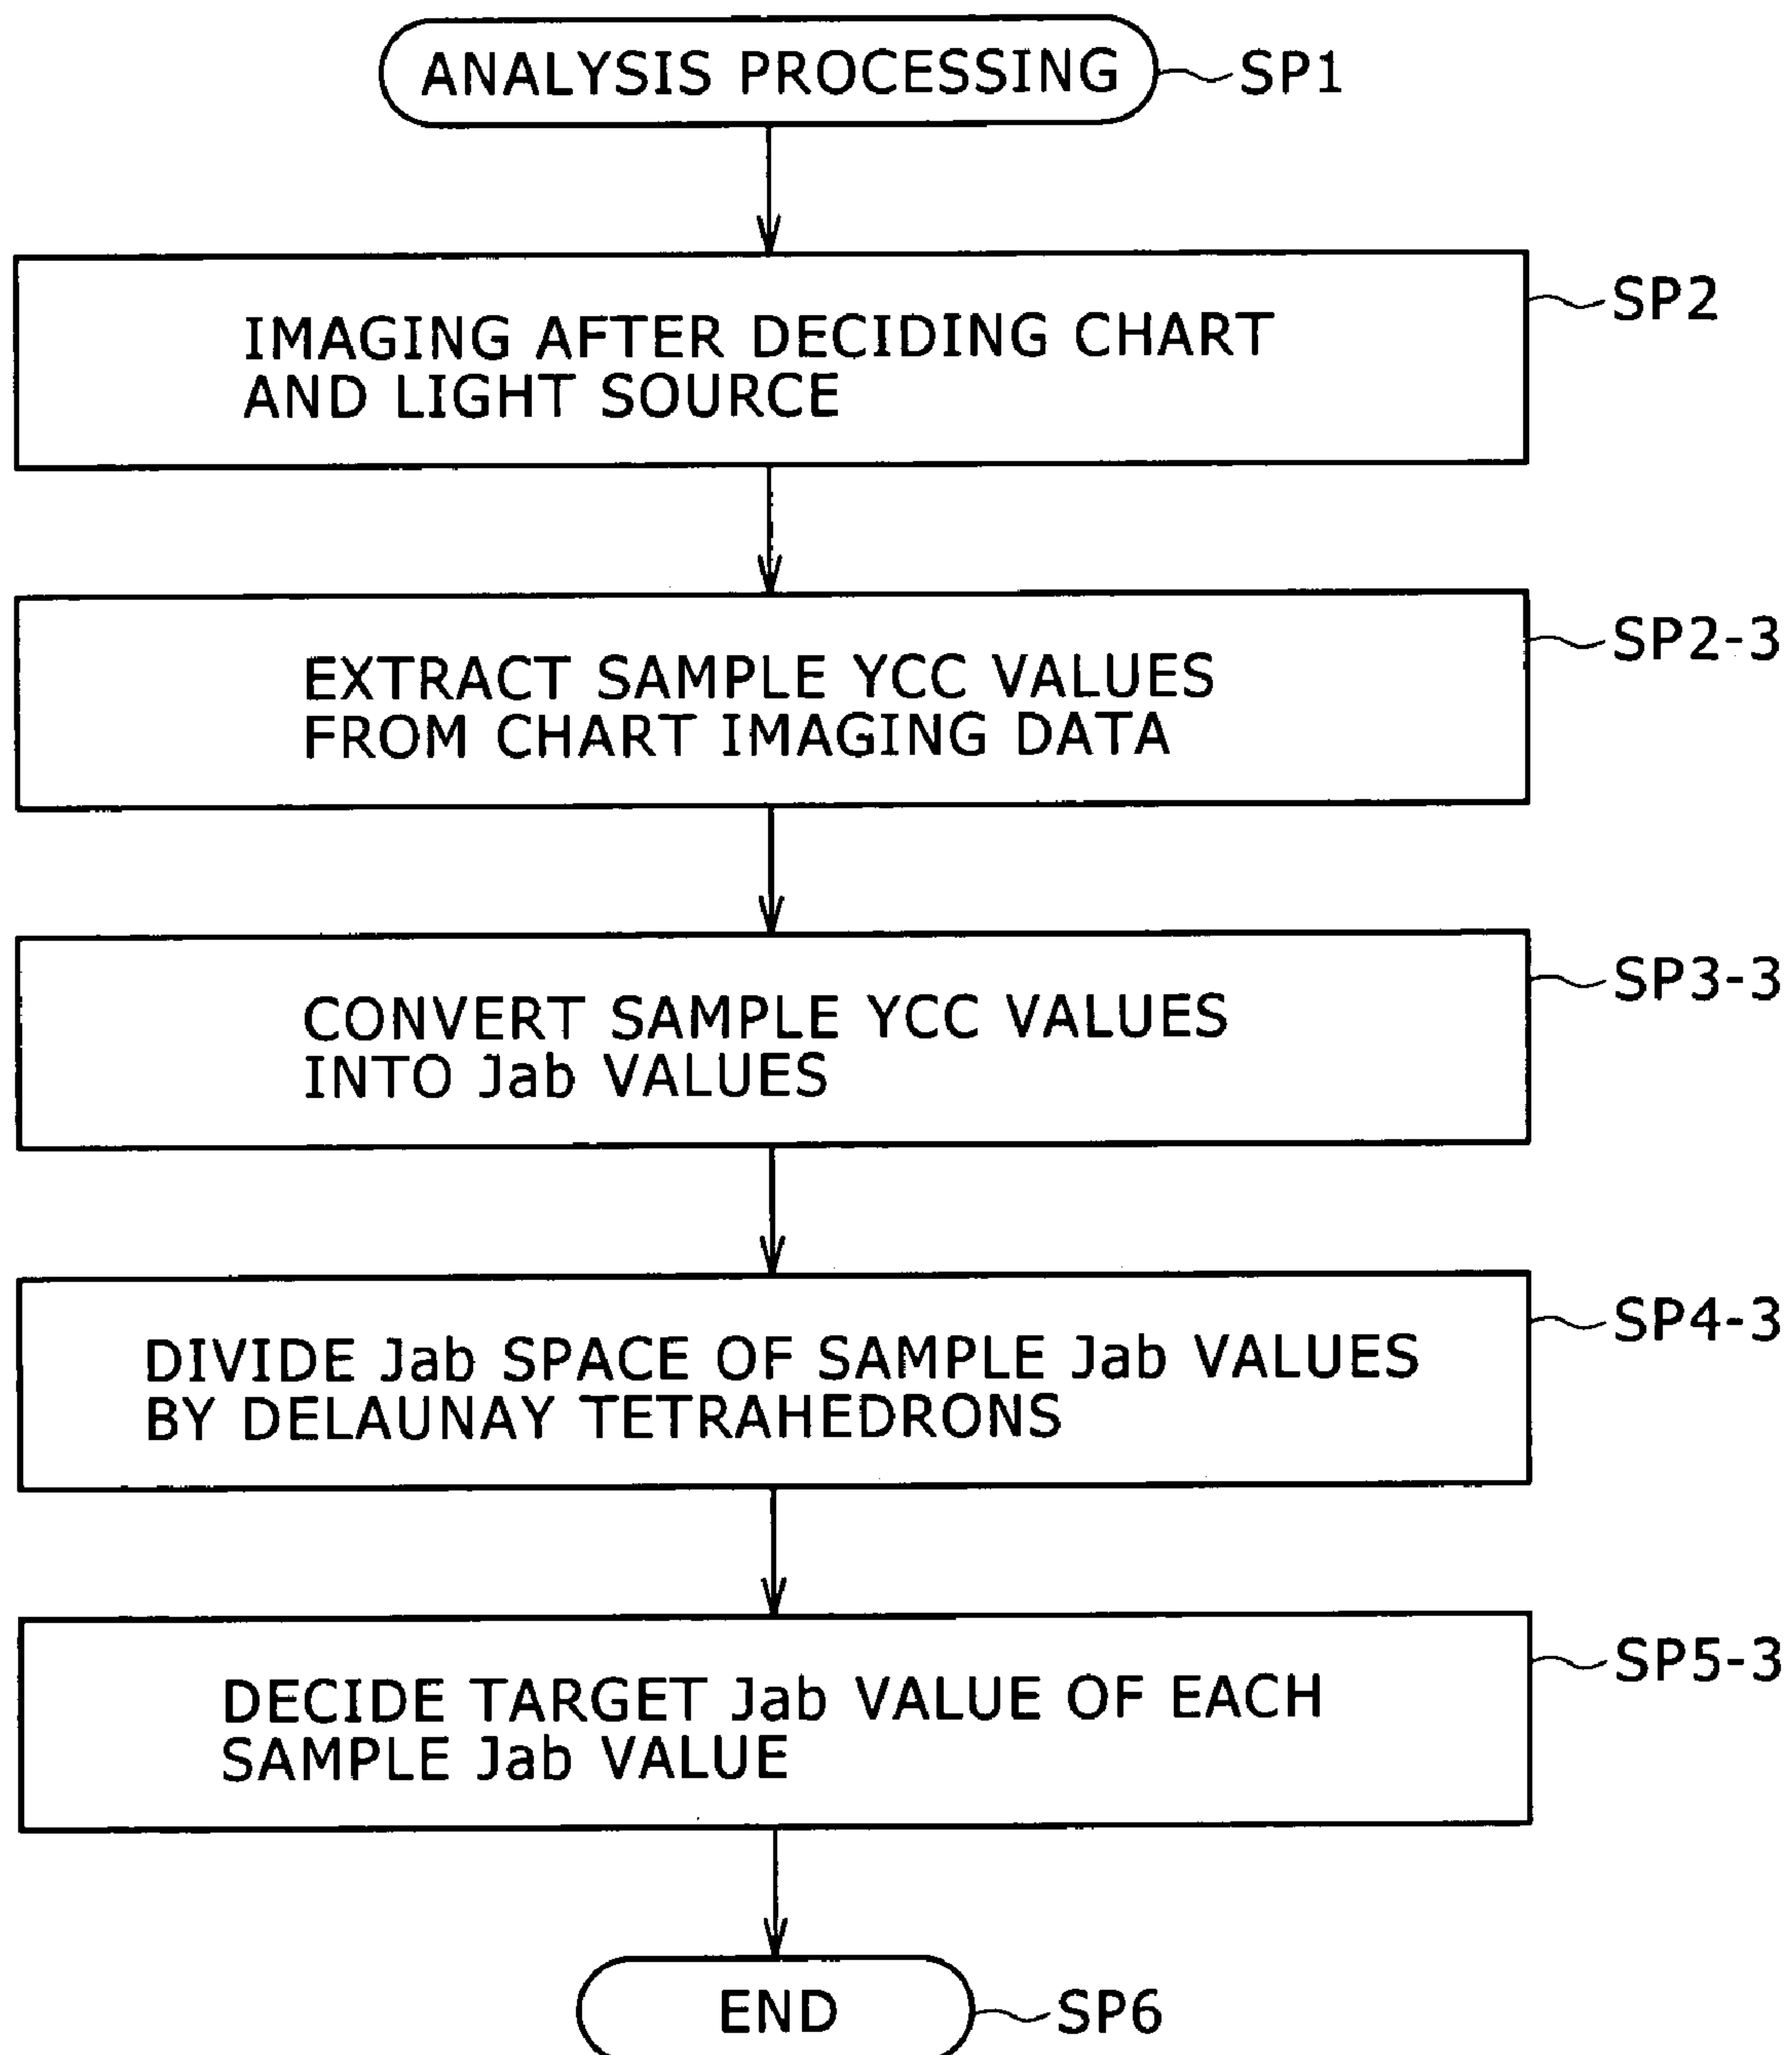 ANALYSIS PROCESSING
SP1
IMAGING AFTER DECIDING CHART
AND LIGHT SOURCE
SP2
EXTRACT SAMPLE YCC VALUES
FROM CHART IMAGING DATA
SP2-3
CONVERT SAMPLE YCC VALUES
INTO Jab VALUES
SP3-3
DIVIDE Jab SPACE OF SAMPLE Jab VALUES
BY DELAUNAY TETRAHEDRONS
SP4-3
DECIDE TARGET Jab VALUE OF EACH
SAMPLE Jab VALUE
SP5-3
END
SP6